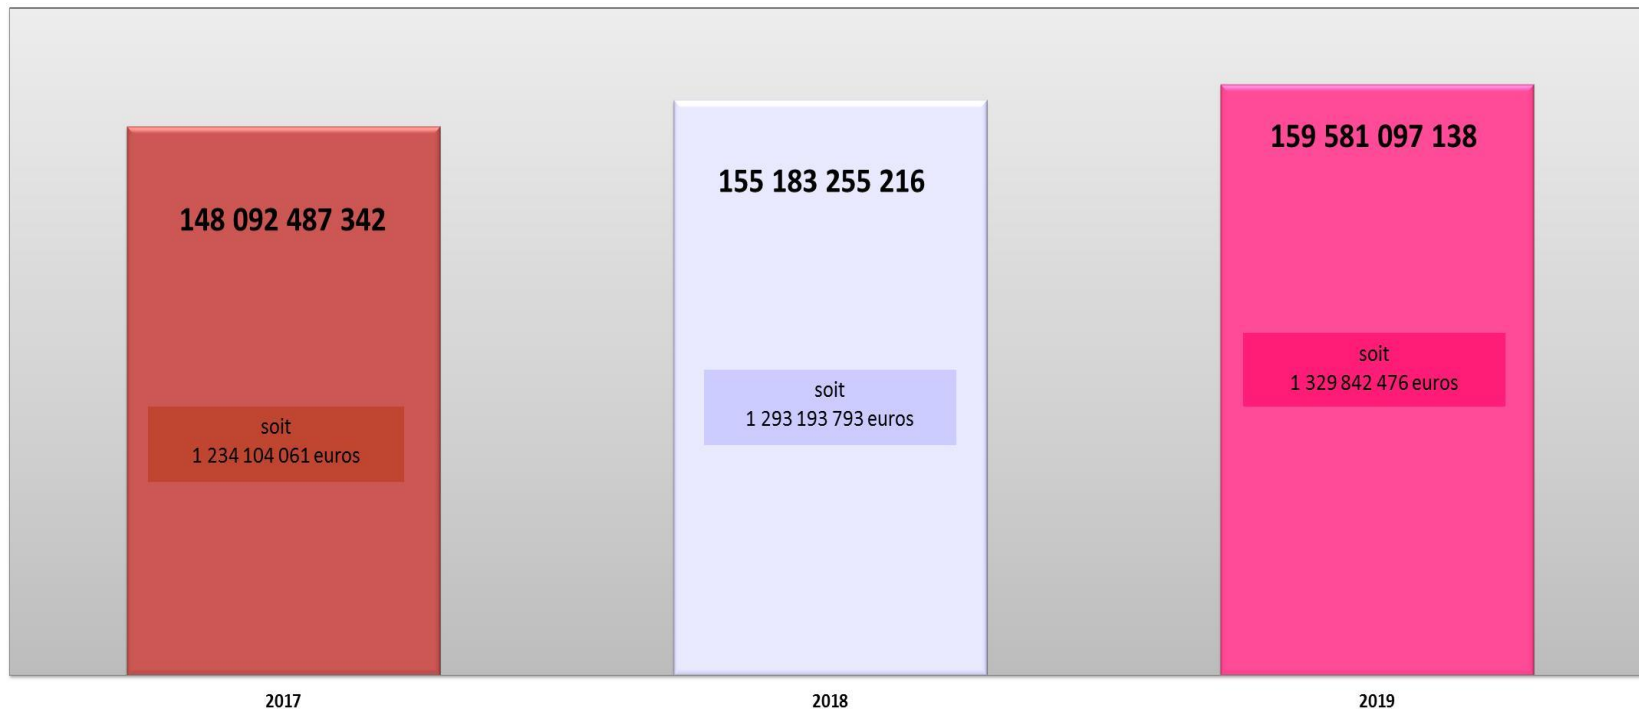 148 092 487 342
soit
1 234 104 061 euros
2017
155 183 255 216
soit
1 293 193 793 euros
2018
159 581 097 138
soit
1 329 842 476 euros
2019